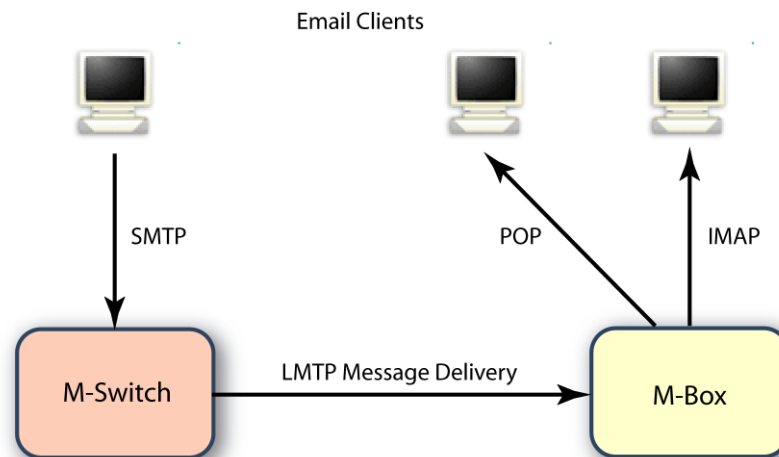 Email Clients
SMTP
POP
IMAP
LMTP Message Delivery
M-Switch
M-Box